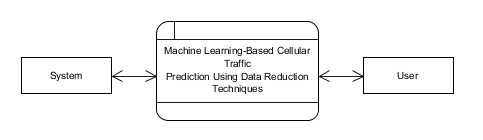 Machine Learning-Based Cellular
Traffic
System
Prediction Using Data Reduction
User
Techniques